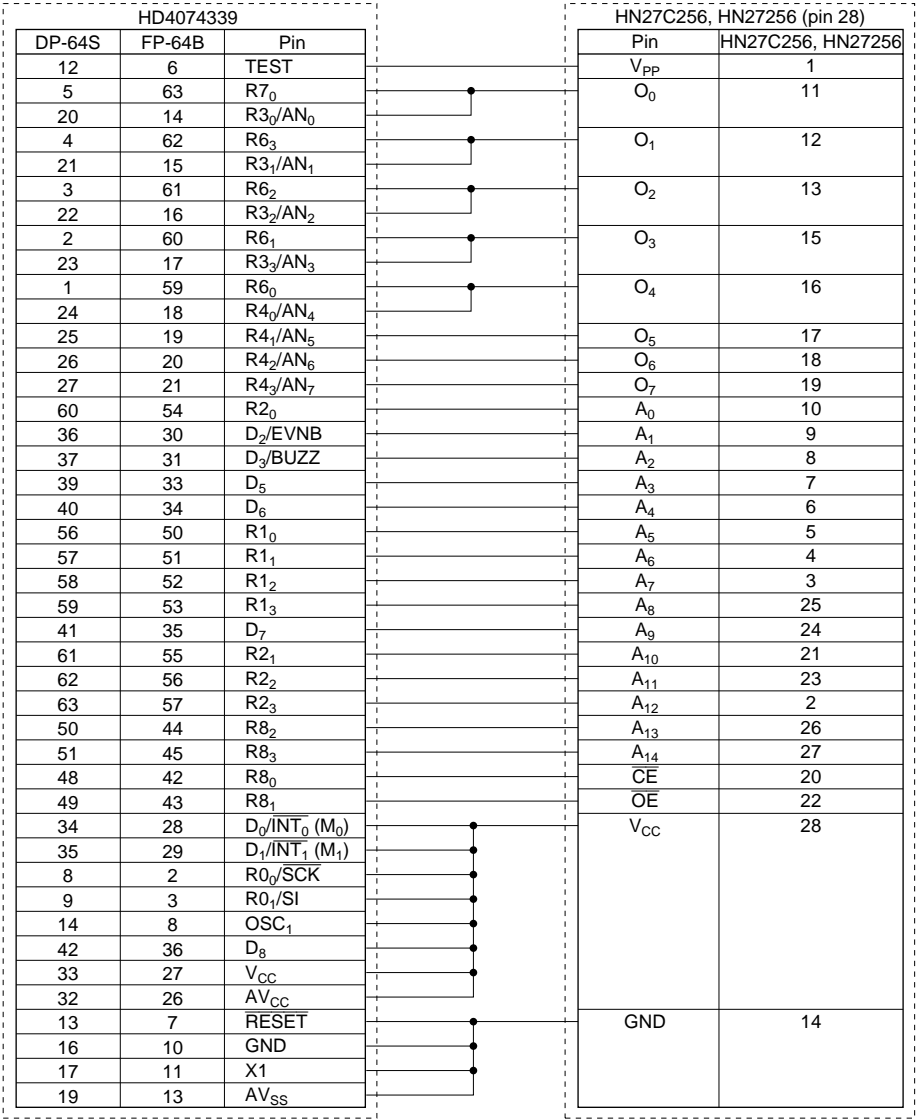 HD4074339 HN27C256, HN27256 (pin 28)
DP-64S FP-64B Pin Pin HN27C256, HN27256
12 6 TEST V_PP 1
5 63 R7_0 O_0 11
20 14 R3_0/AN_0
4 62 R6_3 O_1 12
21 15 R3_1/AN_1
3 61 R6_2 O_2 13
22 16 R3_2/AN_2
2 60 R6_1 O_3 15
23 17 R3_3/AN_3
1 59 R6_0 O_4 16
24 18 R4_0/AN_4
25 19 R4_1/AN_5 O_5 17
26 20 R4_2/AN_6 O_6 18
27 21 R4_3/AN_7 O_7 19
60 54 R2_0 A_0 10
36 30 D_2/EVNB A_1 9
37 31 D_3/BUZZ A_2 8
39 33 D_5 A_3 7
40 34 D_6 A_4 6
56 50 R1_0 A_5 5
57 51 R1_1 A_6 4
58 52 R1_2 A_7 3
59 53 R1_3 A_8 25
41 35 D_7 A_9 24
61 55 R2_1 A_10 21
62 56 R2_2 A_11 23
63 57 R2_3 A_12 2
50 44 R8_2 A_13 26
51 45 R8_3 A_14 27
48 42 R8_0 C̅E̅ 20
49 43 R8_1 O̅E̅ 22
34 28 D_0/I̅N̅T̅_0 (M_0) V_CC 28
35 29 D_1/I̅N̅T̅_1 (M_1)
8 2 R0_0/S̅C̅K̅
9 3 R0_1/SI
14 8 OSC_1
42 36 D_8
33 27 V_CC
32 26 AV_CC
13 7 R̅E̅S̅E̅T̅ GND 14
16 10 GND
17 11 X1
19 13 AV_SS